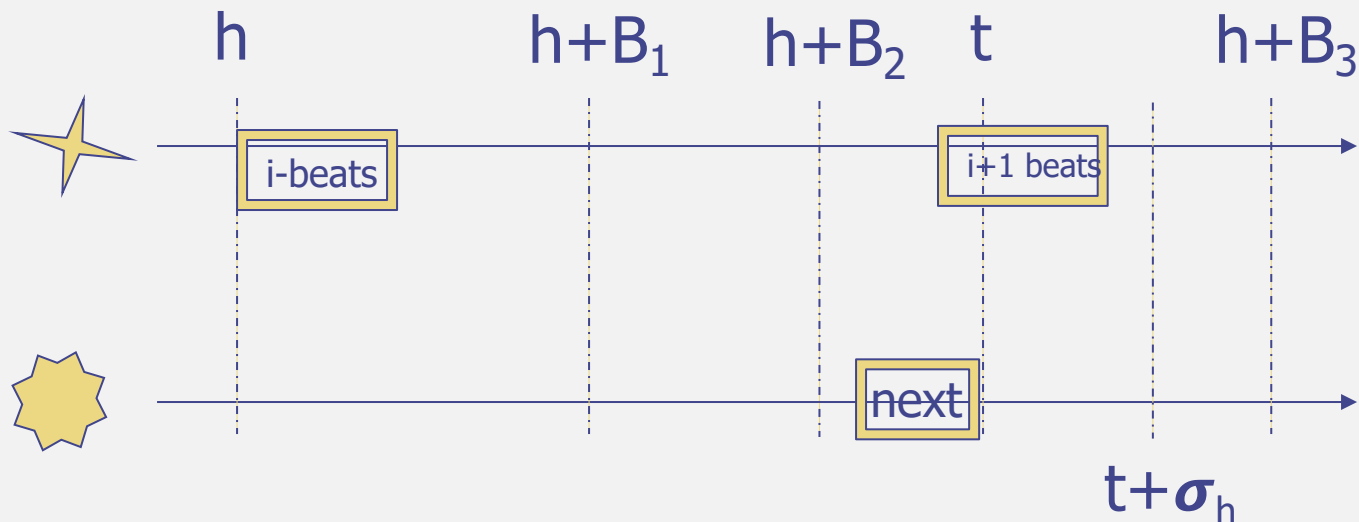 h h+B₁ h+B₂ t h+B₃
i-beats i+1 beats
next
t+σₕ